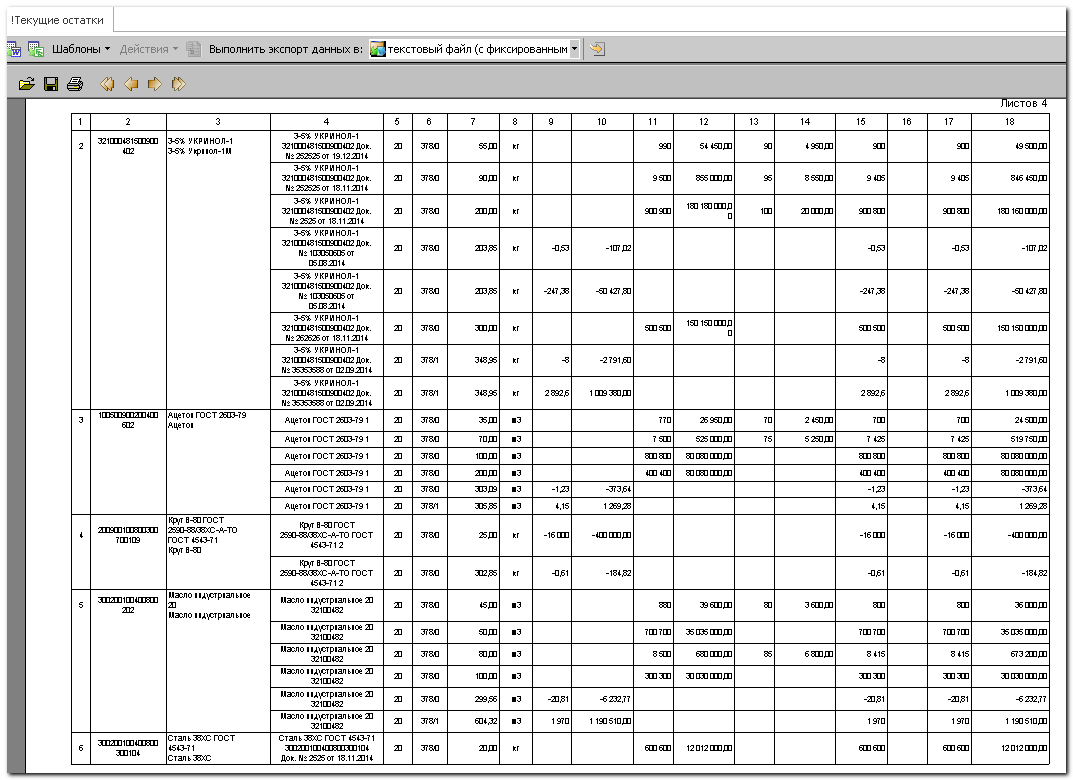 !Текущие остатки
Шаблоны Действия Выполнить экспорт данных в: текстовый файл (с фиксированным
Листов 4
1 2 3 4 5 6 7 8 9 10 11 12 13 14 15 16 17 18
2 321000481500900 3-5% УКРИНОЛ-1 3-5% УКРИНОЛ-1 20 378/0 55,00 кг 990 54 450,00 90 4 950,00 900 900 49 500,00
402 3-5% Укринол-1М 321000481500900402 Док.
№ 252525 от 19.12.2014
3-5% УКРИНОЛ-1
321000481500900402 Док. 20 378/0 90,00 кг 9 500 855 000,00 95 8 550,00 9 405 9 405 846 450,00
№ 252525 от 18.11.2014
3-5% УКРИНОЛ-1
321000481500900402 Док. 20 378/0 200,00 кг 900 900 180 180 000,0 100 20 000,00 900 800 900 800 180 160 000,00
№ 2525 от 18.11.2014 0
3-5% УКРИНОЛ-1
321000481500900402 Док. 20 378/0 203,85 кг -0,53 -107,02 -0,53 -0,53 -107,02
№ 103050605 от
05.08.2014
3-5% УКРИНОЛ-1
321000481500900402 Док. 20 378/0 203,85 кг -247,38 -50 427,80 -247,38 -247,38 -50 427,80
№ 103050605 от
05.08.2014
3-5% УКРИНОЛ-1
321000481500900402 Док. 20 378/0 300,00 кг 500 500 150 150 000,0 500 500 500 500 150 150 000,00
№ 262626 от 18.11.2014 0
3-5% УКРИНОЛ-1
321000481500900402 Док. 20 378/1 348,95 кг -8 -2 791,60 -8 -8 -2 791,60
№ 35353588 от 02.09.2014
3-5% УКРИНОЛ-1
321000481500900402 Док. 20 378/1 348,95 кг 2 892,6 1 009 380,00 2 892,6 2 892,6 1 009 380,00
№ 35353588 от 02.09.2014
3 100500900200400 Ацетон ГОСТ 2603-79 Ацетон ГОСТ 2603-79 1 20 378/0 35,00 м3 770 26 950,00 70 2 450,00 700 700 24 500,00
602 Ацетон
Ацетон ГОСТ 2603-79 1 20 378/0 70,00 м3 7 500 525 000,00 75 5 250,00 7 425 7 425 519 750,00
Ацетон ГОСТ 2603-79 1 20 378/0 100,00 м3 800 800 80 080 000,00 800 800 800 800 80 080 000,00
Ацетон ГОСТ 2603-79 1 20 378/0 200,00 м3 400 400 80 080 000,00 400 400 400 400 80 080 000,00
Ацетон ГОСТ 2603-79 1 20 378/0 303,09 м3 -1,23 -373,64 -1,23 -1,23 -373,64
Ацетон ГОСТ 2603-79 1 20 378/1 305,85 м3 4,15 1 269,28 4,15 4,15 1 269,28
4 200900100800300 Круг В-80 ГОСТ Круг В-80 ГОСТ 20 378/0 25,00 кг -16 000 -400 000,00 -16 000 -16 000 -400 000,00
700109 2590-88/38ХС-А-ТО 2590-88/38ХС-А-ТО ГОСТ
ГОСТ 4543-71 4543-71 2
Круг В-80
Круг В-80 ГОСТ
2590-88/38ХС-А-ТО ГОСТ 20 378/0 302,85 кг -0,61 -184,82 -0,61 -0,61 -184,82
4543-71 2
5 300200100400800 Масло индустриальное Масло индустриальное 20 20 378/0 45,00 м3 880 39 600,00 80 3 600,00 800 800 36 000,00
202 20 32100482
Масло индустриальное
Масло индустриальное 20 20 378/0 50,00 м3 700 700 35 035 000,00 700 700 700 700 35 035 000,00
32100482
Масло индустриальное 20 20 378/0 80,00 м3 8 500 680 000,00 85 6 800,00 8 415 8 415 673 200,00
32100482
Масло индустриальное 20 20 378/0 100,00 м3 300 300 30 030 000,00 300 300 300 300 30 030 000,00
32100482
Масло индустриальное 20 20 378/0 299,56 м3 -20,81 -6 232,77 -20,81 -20,81 -6 232,77
32100482
Масло индустриальное 20 20 378/1 604,32 м3 1 970 1 190 510,00 1 970 1 970 1 190 510,00
32100482
6 300200100400800 Сталь 38ХС ГОСТ Сталь 38ХС ГОСТ 4543-71 20 378/0 20,00 кг 600 600 12 012 000,00 600 600 600 600 12 012 000,00
300104 4543-71 300200100400800300104
Сталь 38ХС Док. № 2525 от 18.11.2014